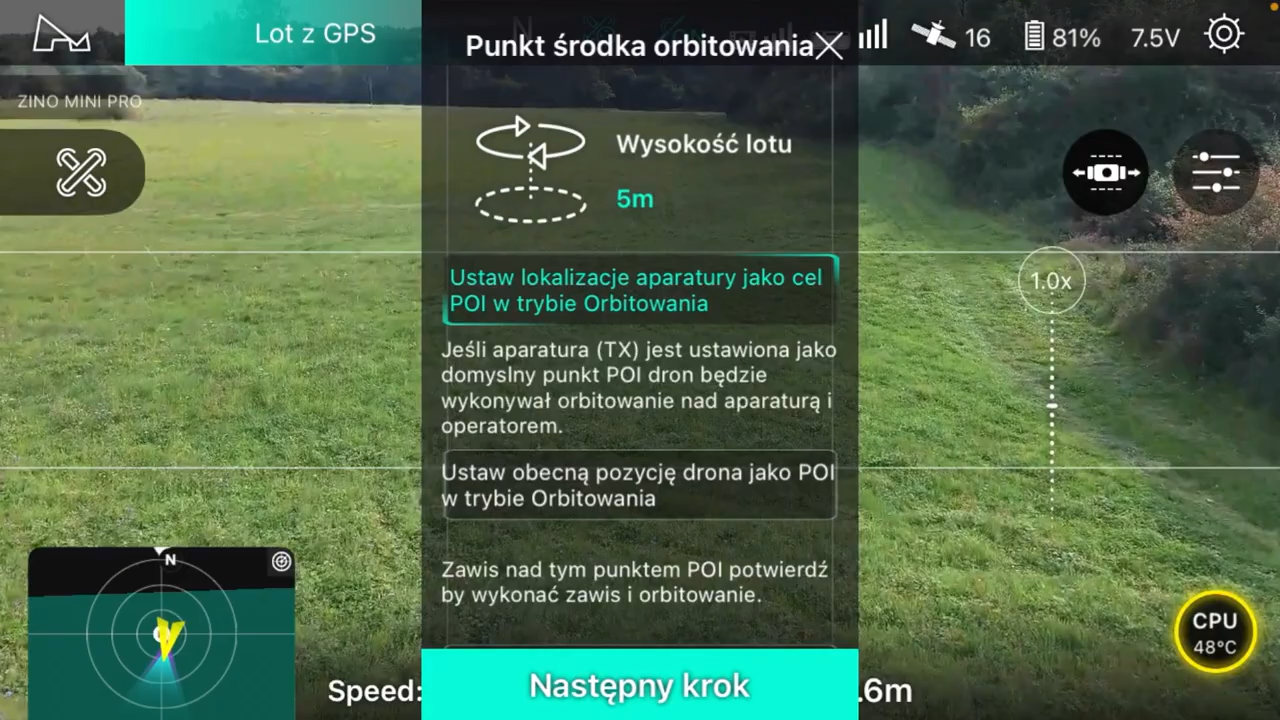 Lot z GPS
Punkt środka orbitowania
16
81%
7.5V
ZINO MINI PRO
Wysokość lotu
5m
Ustaw lokalizacje aparatury jako cel
POI w trybie Orbitowania
1.0x
Jeśli aparatura (TX) jest ustawiona jako
domyslny punkt POI dron będzie
wykonywał orbitowanie nad aparaturą i
operatorem.
Ustaw obecną pozycję drona jako POI
w trybie Orbitowania
N
Zawis nad tym punktem POI potwierdź
by wykonać zawis i orbitowanie.
CPU
48°C
Speed:
Następny krok
.6m